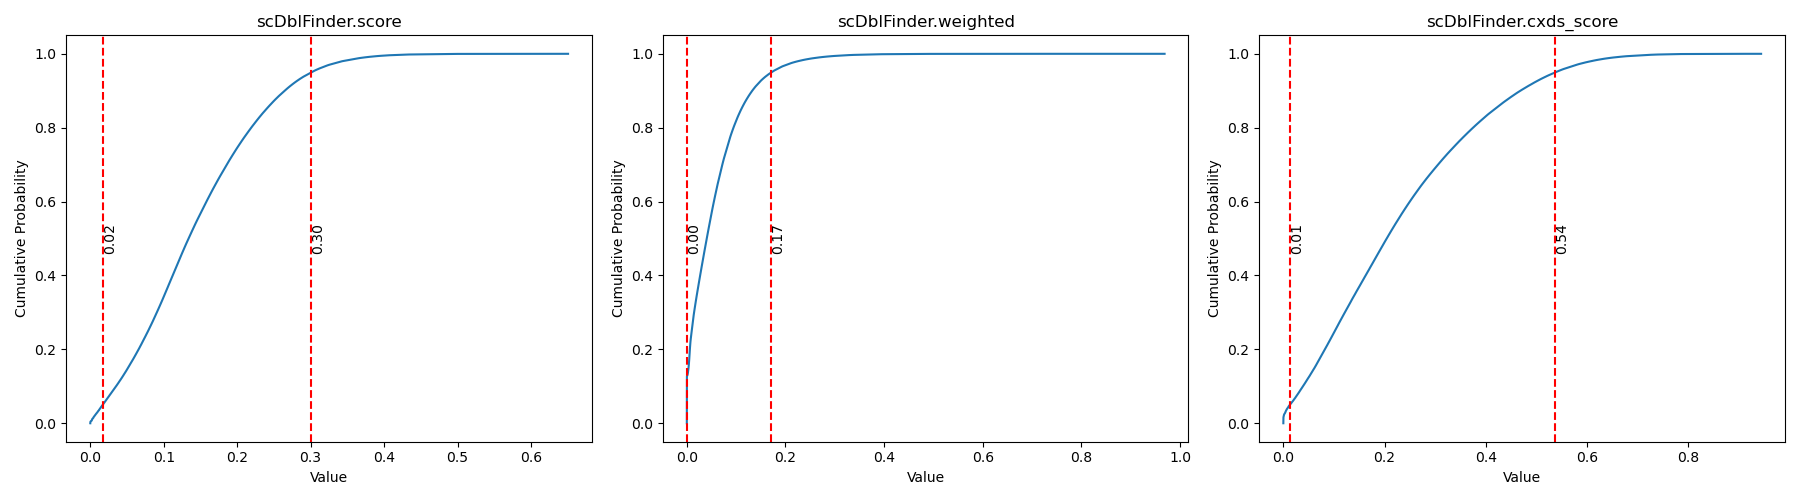 scDblFinder.score
Cumulative Probability
1.0
0.8
0.6
0.4
0.2
0.0
0.02
0.30
0.0 0.1 0.2 0.3 0.4 0.5 0.6
Value
scDblFinder.weighted
Cumulative Probability
1.0
0.8
0.6
0.4
0.2
0.0
0.00
0.17
0.0 0.2 0.4 0.6 0.8 1.0
Value
scDblFinder.cxds_score
Cumulative Probability
1.0
0.8
0.6
0.4
0.2
0.0
0.01
0.54
0.0 0.2 0.4 0.6 0.8
Value